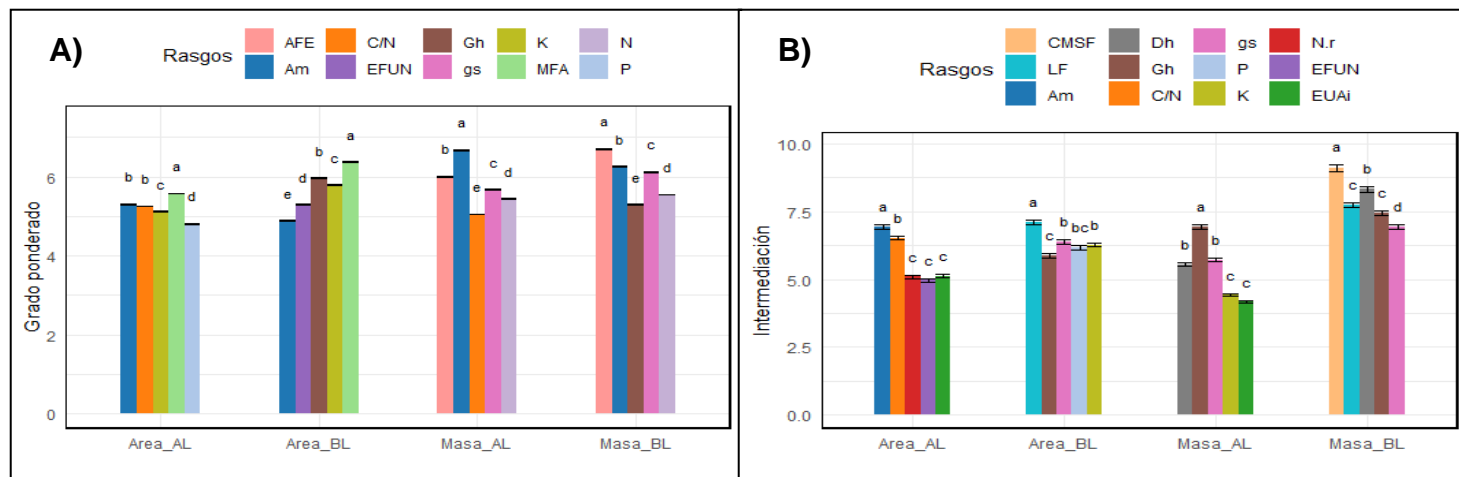 A)
Rasgos
AFE C/N Gh K N
Am EFUN gs MFA P
Grado ponderado
6
4
2
0
b b c a d
e d b c a
b a e c d
a b e c d
Area_AL Area_BL Masa_AL Masa_BL
B)
Rasgos
CMSF Dh gs N.r
LF Gh P EFUN
Am C/N K EUAi
Intermediación
10.0
7.5
5.0
2.5
0.0
a b c c c
a c b bc b
b a b c c
a c b c d
Area_AL Area_BL Masa_AL Masa_BL